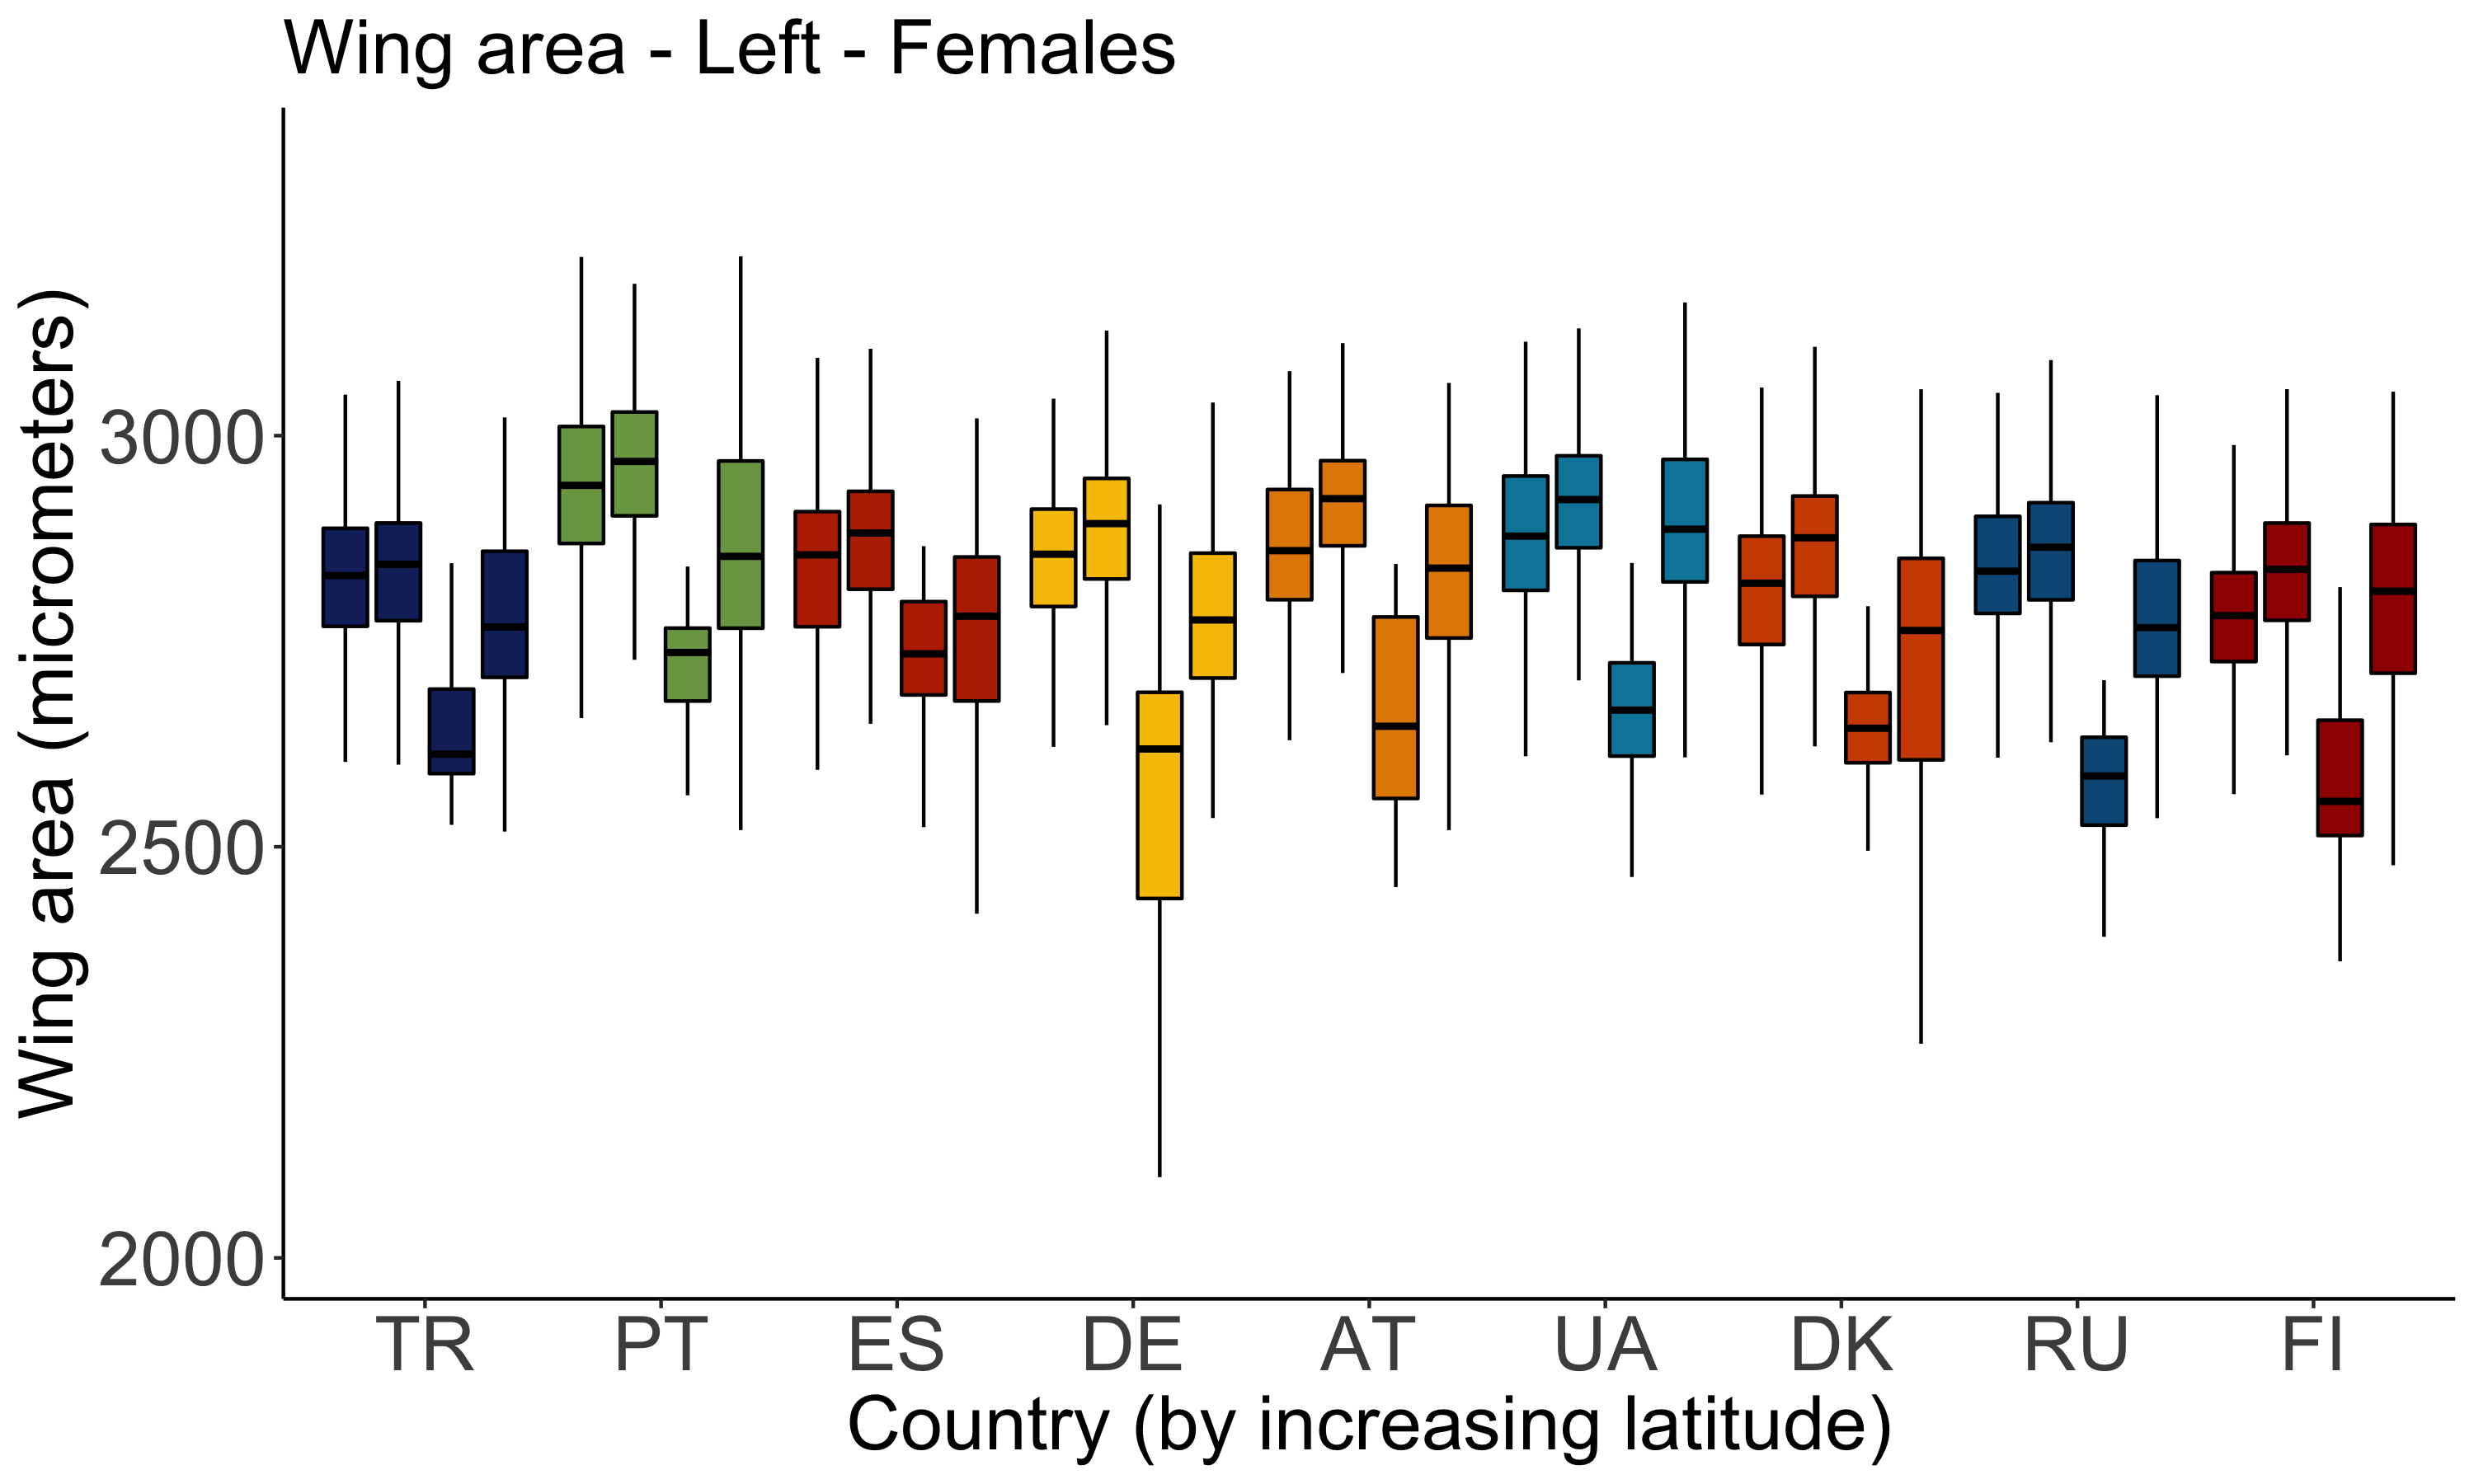 Wing area - Left - Females
Wing area (micrometers)
3000
2500
2000
TR PT ES DE AT UA DK RU FI
Country (by increasing latitude)